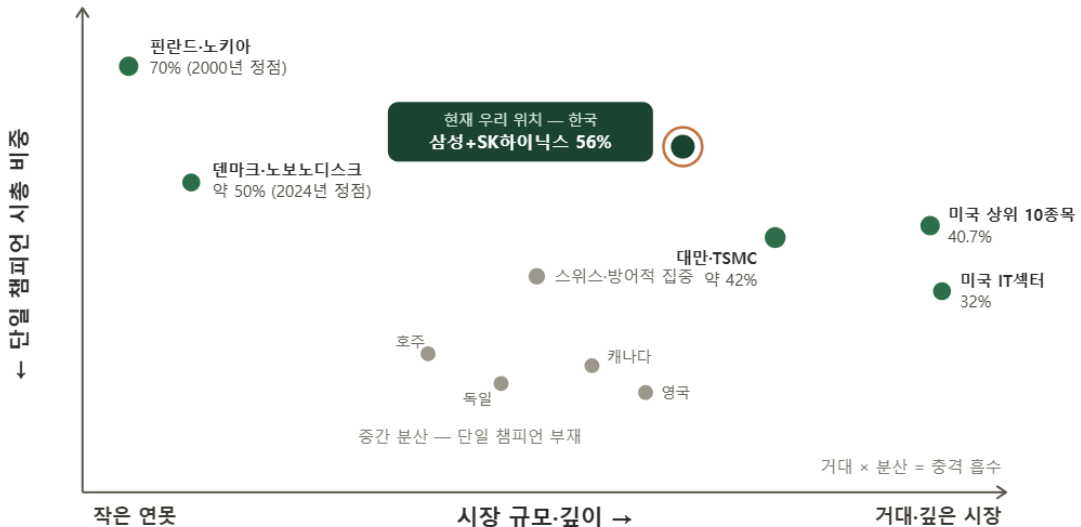 핀란드·노키아
70% (2000년 정점)
현재 우리 위치 — 한국
삼성+SK하이닉스 56%
덴마크·노보노디스크
약 50% (2024년 정점)
미국 상위 10종목
40.7%
대만·TSMC
약 42%
스위스·방어적 집중
미국 IT섹터
32%
호주
캐나다
독일
영국
중간 분산 — 단일 챔피언 부재
거대 × 분산 = 충격 흡수
← 단일 챔피언 시총 비중
작은 연못
시장 규모·깊이 →
거대·깊은 시장